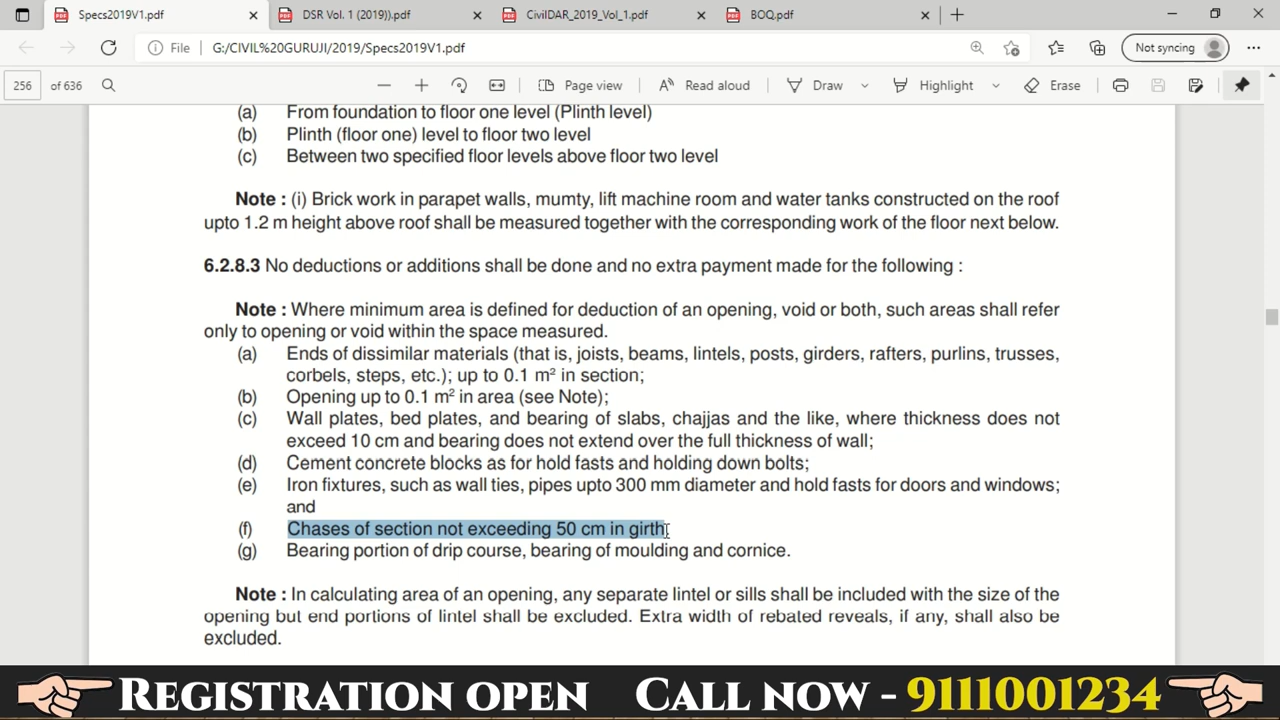 Specs2019V1.pdf
DSR Vol. 1 (2019)).pdf
CivilDAR_2019_Vol_1.pdf
BOQ.pdf
File G:/CIVIL%20GURUJI/2019/Specs2019V1.pdf
Not syncing
256 of 636
Page view
Read aloud
Draw
Highlight
Erase
(a) From foundation to floor one level (Plinth level)
(b) Plinth (floor one) level to floor two level
(c) Between two specified floor levels above floor two level
Note : (i) Brick work in parapet walls, mumty, lift machine room and water tanks constructed on the roof
upto 1.2 m height above roof shall be measured together with the corresponding work of the floor next below.
6.2.8.3 No deductions or additions shall be done and no extra payment made for the following :
Note : Where minimum area is defined for deduction of an opening, void or both, such areas shall refer
only to opening or void within the space measured.
(a) Ends of dissimilar materials (that is, joists, beams, lintels, posts, girders, rafters, purlins, trusses,
corbels, steps, etc.); up to 0.1 m² in section;
(b) Opening up to 0.1 m² in area (see Note);
(c) Wall plates, bed plates, and bearing of slabs, chajjas and the like, where thickness does not
exceed 10 cm and bearing does not extend over the full thickness of wall;
(d) Cement concrete blocks as for hold fasts and holding down bolts;
(e) Iron fixtures, such as wall ties, pipes upto 300 mm diameter and hold fasts for doors and windows;
and
(f) Chases of section not exceeding 50 cm in girth
(g) Bearing portion of drip course, bearing of moulding and cornice.
Note : In calculating area of an opening, any separate lintel or sills shall be included with the size of the
opening but end portions of lintel shall be excluded. Extra width of rebated reveals, if any, shall also be
excluded.
REGISTRATION OPEN CALL NOW - 9111001234